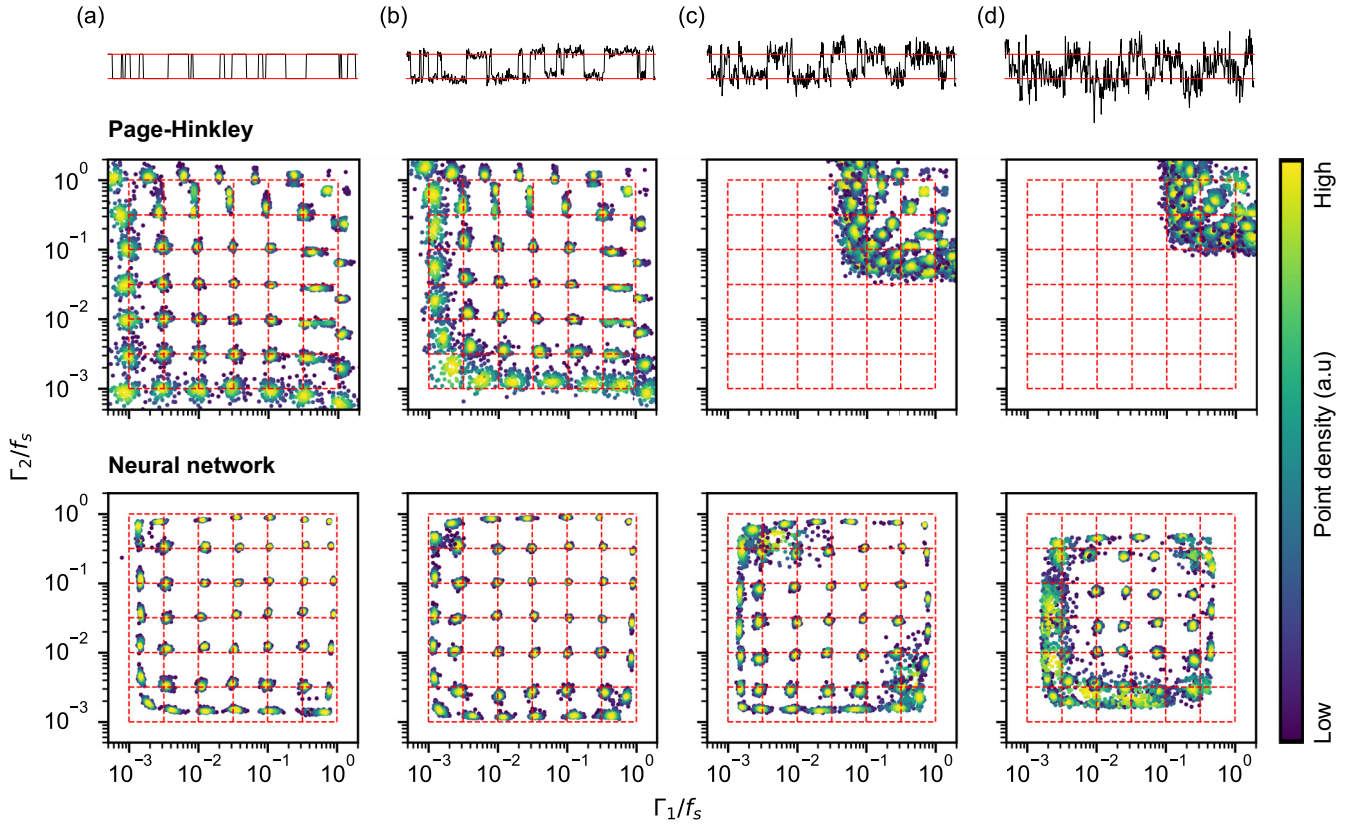 (a) (b) (c) (d)
Page-Hinkley
High
10⁰
10⁻¹
10⁻²
10⁻³
Γ₂/fₛ
Point density (a.u)
Neural network
10⁰
10⁻¹
10⁻²
10⁻³
Low
10⁻³ 10⁻² 10⁻¹ 10⁰ 10⁻³ 10⁻² 10⁻¹ 10⁰ 10⁻³ 10⁻² 10⁻¹ 10⁰ 10⁻³ 10⁻² 10⁻¹ 10⁰
Γ₁/fₛ